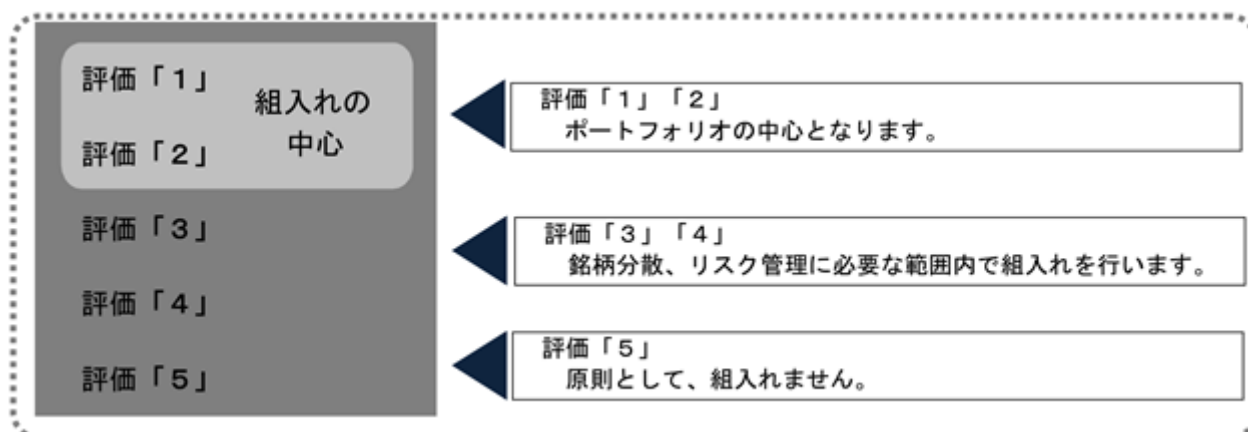 評価「１」
組入れの
中心
評価「２」
評価「３」
評価「４」
評価「５」
評価「１」「２」
ポートフォリオの中心となります。
評価「３」「４」
銘柄分散、リスク管理に必要な範囲内で組入れを行います。
評価「５」
原則として、組入れません。